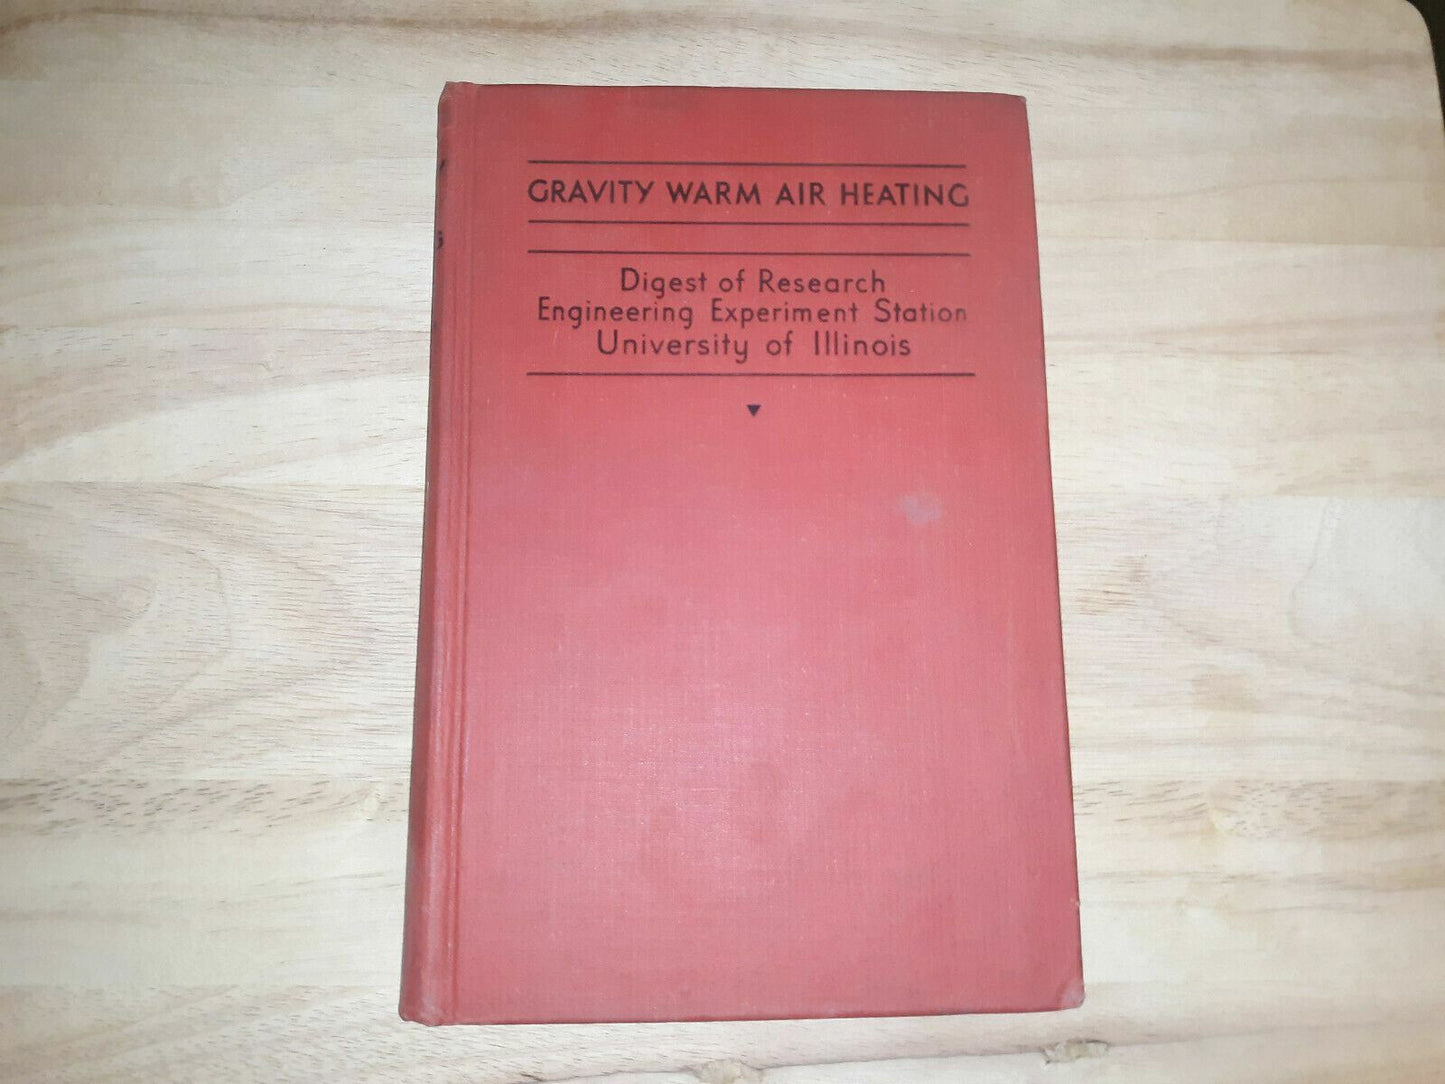 GRAVITY WARM AIR HEATING
Digest of Research
Engineering Experiment Station
University of Illinois